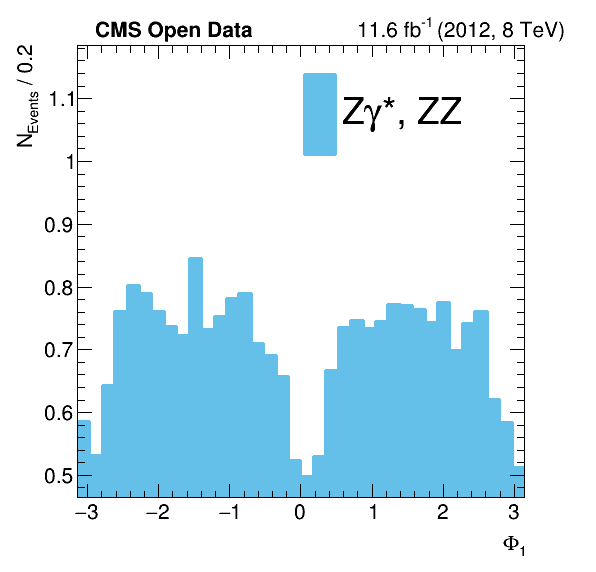 CMS Open Data 11.6 fb⁻¹ (2012, 8 TeV)
N_Events / 0.2
1.1
1
0.9
0.8
0.7
0.6
0.5
Zγ*, ZZ
−3 −2 −1 0 1 2 3
Φ₁